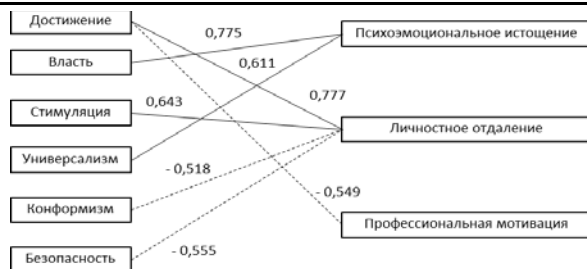 Достижение
Власть
Стимуляция
Универсализм
Конформизм
Безопасность
0,775
0,611
0,643
0,777
- 0,518
- 0,549
- 0,555
Психоэмоциональное истощение
Личностное отдаление
Профессиональная мотивация